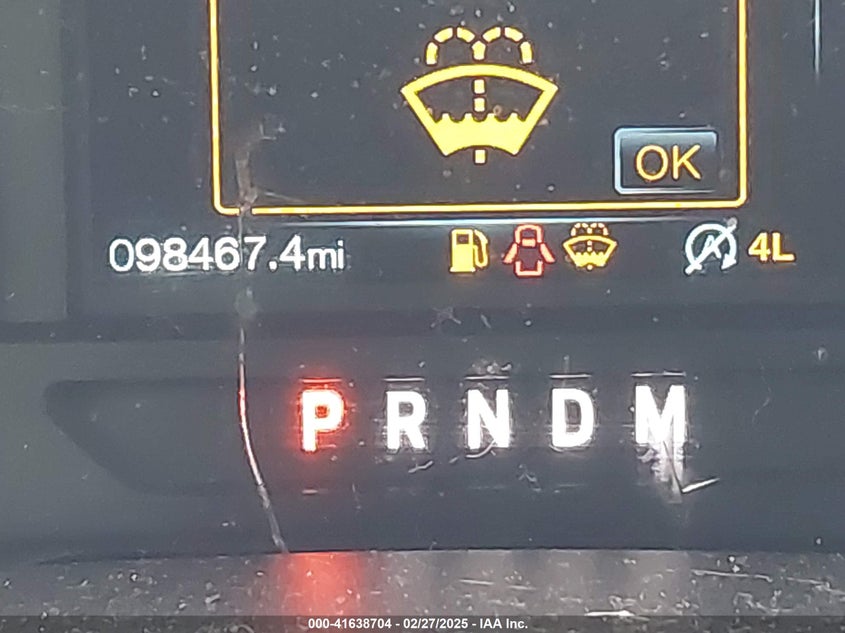 OK
098467.4mi 4L
P R N D M
000-41638704 - 02/27/2025 - IAA Inc.